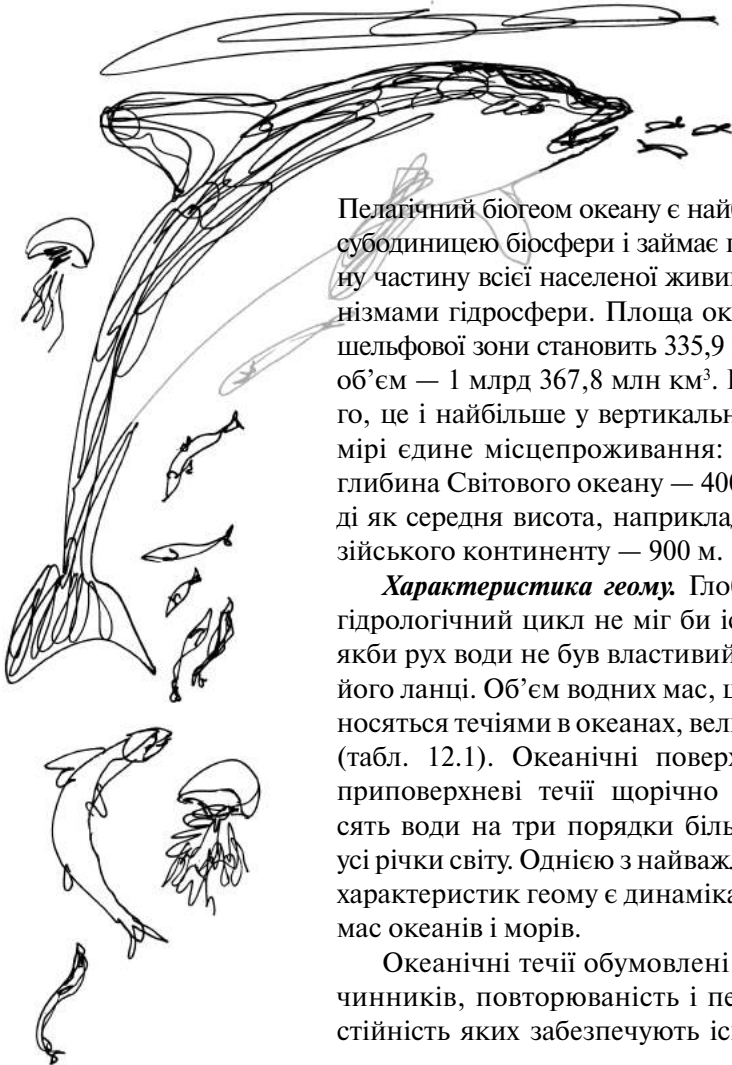 Пелагічний біогеом океану є найб
субодиницею біосфери і займає г
ну частину всієї населеної живи
нізмами гідросфери. Площа ок
шельфової зони становить 335,9
об’єм — 1 млрд 367,8 млн км³.
го, це і найбільше у вертикальн
мірі єдине місцепроживання:
глибина Світового океану — 400
ді як середня висота, наприклад
зійського континенту — 900 м.
Характеристика геому. Глоб
гідрологічний цикл не міг би іс
якби рух води не був властивий
його ланці. Об’єм водних мас, щ
носяться течіями в океанах, вели
(табл. 12.1). Океанічні поверх
приповерхневі течії щорічно
сять води на три порядки біль
усі річки світу. Однією з найважл
характеристик геому є динаміка
мас океанів і морів.
Океанічні течії обумовлені
чинників, повторюваність і пе
стійність яких забезпечують іс